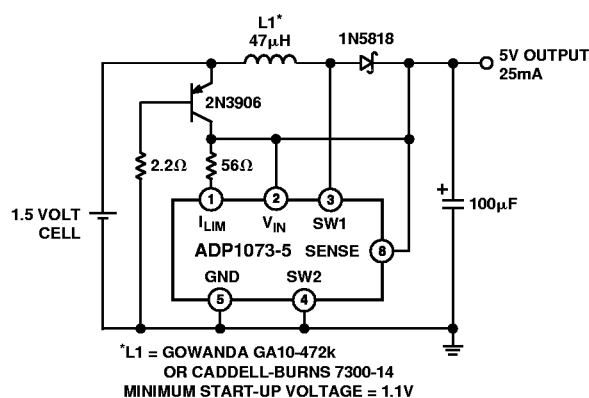 L1*
47μH
1N5818
5V OUTPUT
25mA
2N3906
2.2Ω
56Ω
1.5 VOLT
CELL
+
100μF
1
2
3
ILIM
VIN
SW1
ADP1073-5
SENSE
8
GND
SW2
5
4
*L1 = GOWANDA GA10-472k
OR CADDELL-BURNS 7300-14
MINIMUM START-UP VOLTAGE = 1.1V